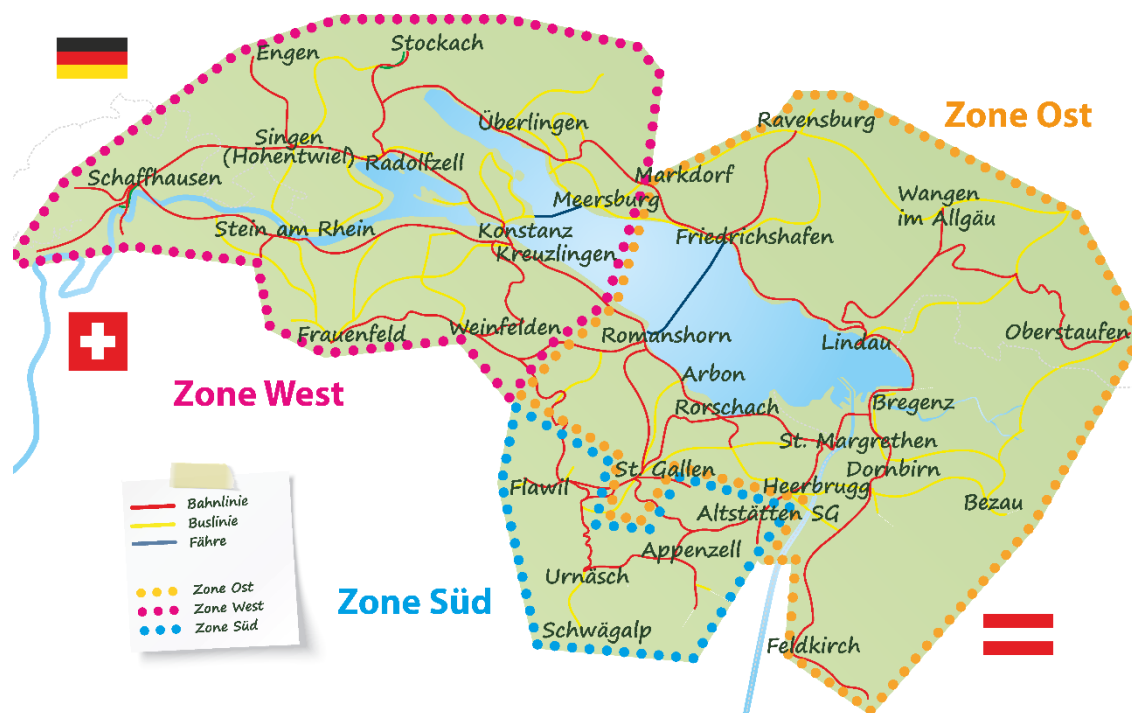 Engen
Stockach
Zone Ost
Überlingen
Ravensburg
Singen
(Hohentwiel)
Radolfzell
Schaffhausen
Markdorf
Wangen
im Allgäu
Meersburg
Stein am Rhein
Konstanz
Friedrichshafen
Kreuzlingen
Frauenfeld
Weinfelden
Romanshorn
Lindau
Oberstaufen
Zone West
Arbon
Rorschach
Bregenz
St. Margrethen
St. Gallen
Dornbirn
Flawil
Heerbrugg
Bezau
Altstätten SG
Appenzell
Urnäsch
Zone Süd
Schwägalp
Feldkirch
Bahnlinie
Buslinie
Fähre
Zone Ost
Zone West
Zone Süd